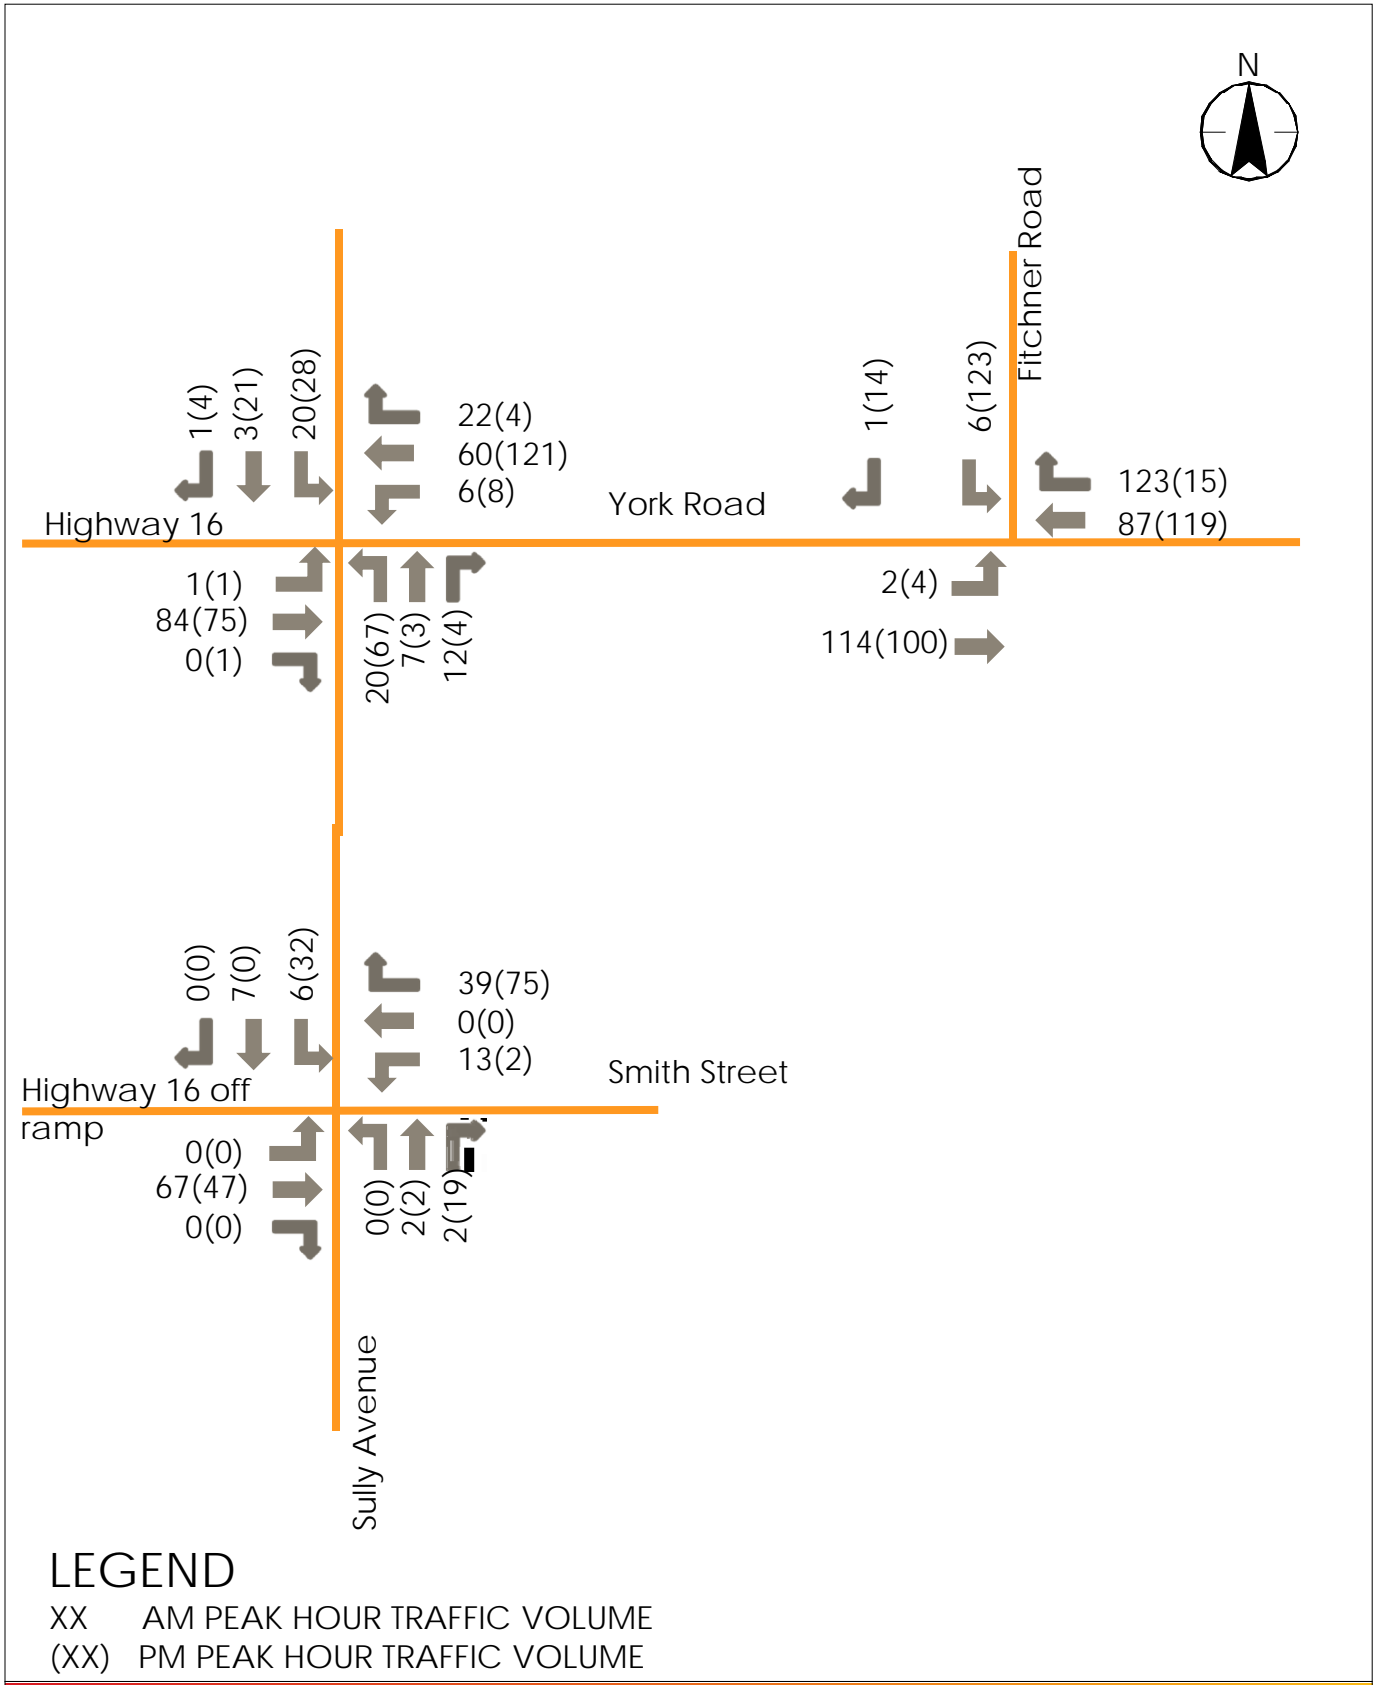 N
Fitchner Road
1(4)
3(21)
20(28)
22(4)
60(121)
6(8)
York Road
1(14)
6(123)
123(15)
87(119)
Highway 16
1(1)
84(75)
0(1)
20(67)
7(3)
12(4)
2(4)
114(100)
0(0)
7(0)
6(32)
39(75)
0(0)
13(2)
Smith Street
Highway 16 off
ramp
0(0)
67(47)
0(0)
0(0)
2(2)
2(19)
Sully Avenue
LEGEND
XX AM PEAK HOUR TRAFFIC VOLUME
(XX) PM PEAK HOUR TRAFFIC VOLUME